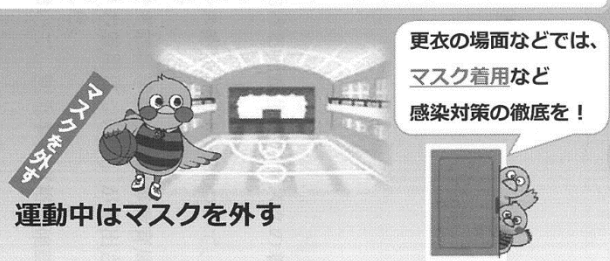 更衣の場面などでは、
マスク着用など
感染対策の徹底を！
マスクを外す
運動中はマスクを外す